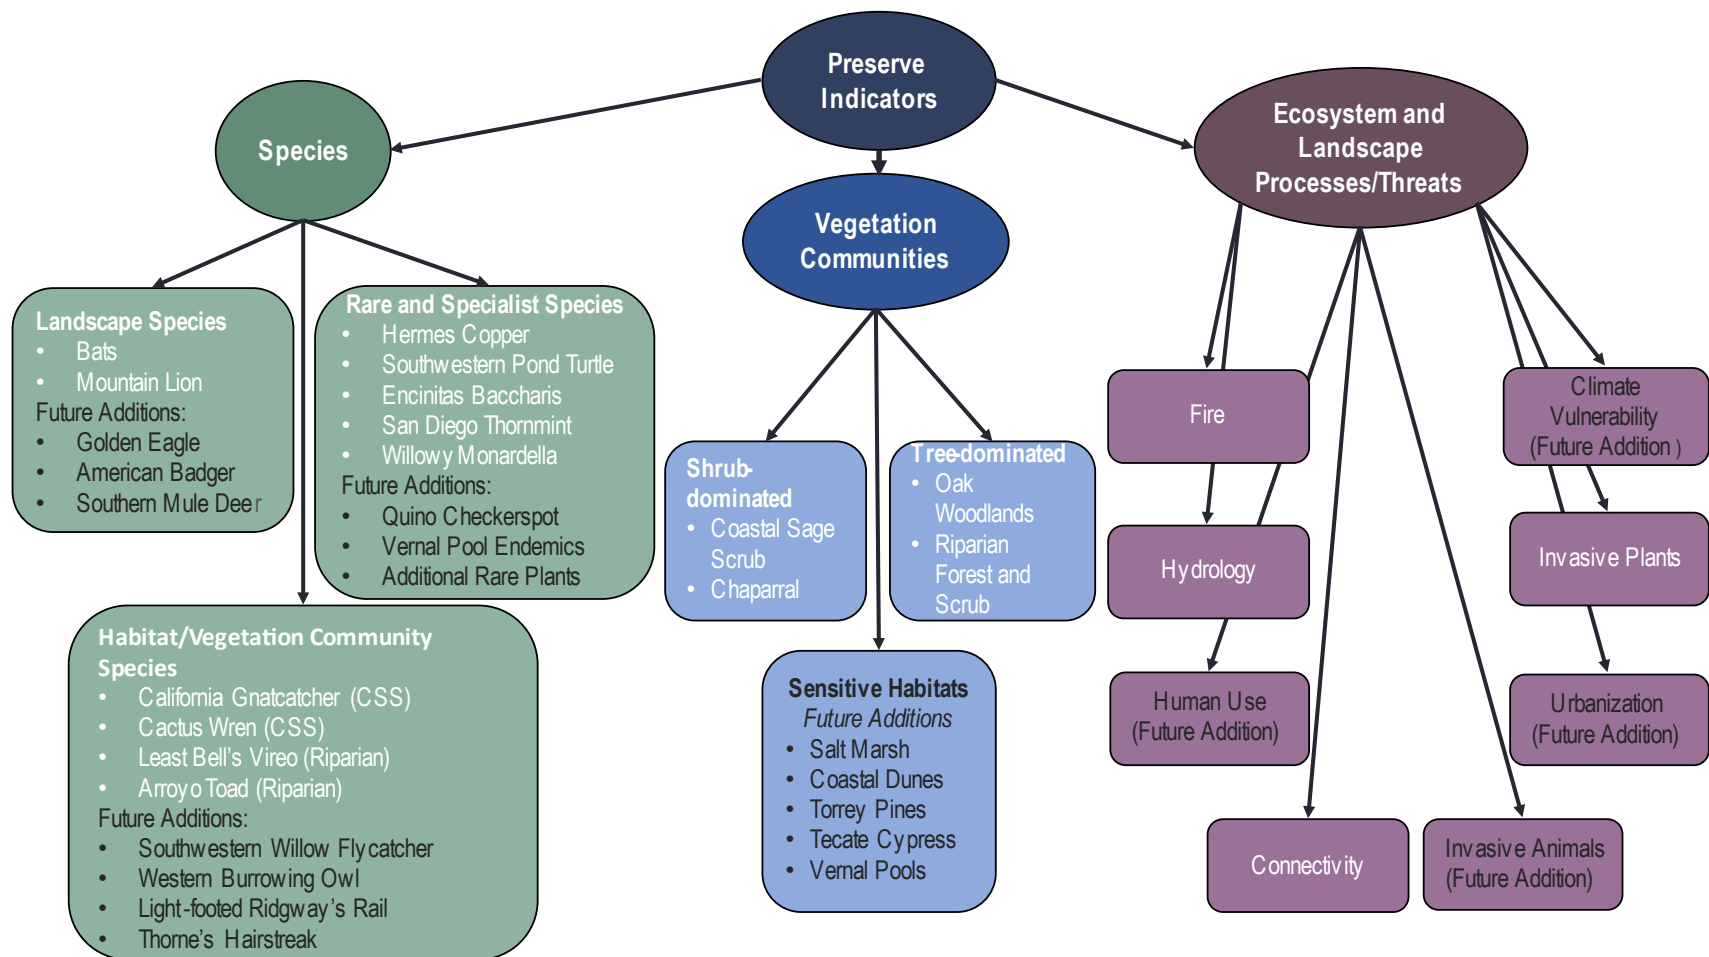 Preserve
Indicators
Species
Vegetation
Communities
Ecosystem and
Landscape
Processes/Threats
Landscape Species
• Bats
• Mountain Lion
Future Additions:
• Golden Eagle
• American Badger
• Southern Mule Deer
Rare and Specialist Species
• Hermes Copper
• Southwestern Pond Turtle
• Encinitas Baccharis
• San Diego Thornmint
• Willowy Monardella
Future Additions:
• Quino Checkerspot
• Vernal Pool Endemics
• Additional Rare Plants
Habitat/Vegetation Community
Species
• California Gnatcatcher (CSS)
• Cactus Wren (CSS)
• Least Bell's Vireo (Riparian)
• Arroyo Toad (Riparian)
Future Additions:
• Southwestern Willow Flycatcher
• Western Burrowing Owl
• Light-footed Ridgway's Rail
• Thorne's Hairstreak
Shrub-
dominated
• Coastal Sage
Scrub
• Chaparral
Tree-dominated
• Oak
Woodlands
• Riparian
Forest and
Scrub
Sensitive Habitats
Future Additions
• Salt Marsh
• Coastal Dunes
• Torrey Pines
• Tecate Cypress
• Vernal Pools
Fire
Hydrology
Human Use
(Future Addition)
Connectivity
Invasive Animals
(Future Addition)
Climate
Vulnerability
(Future Addition)
Invasive Plants
Urbanization
(Future Addition)